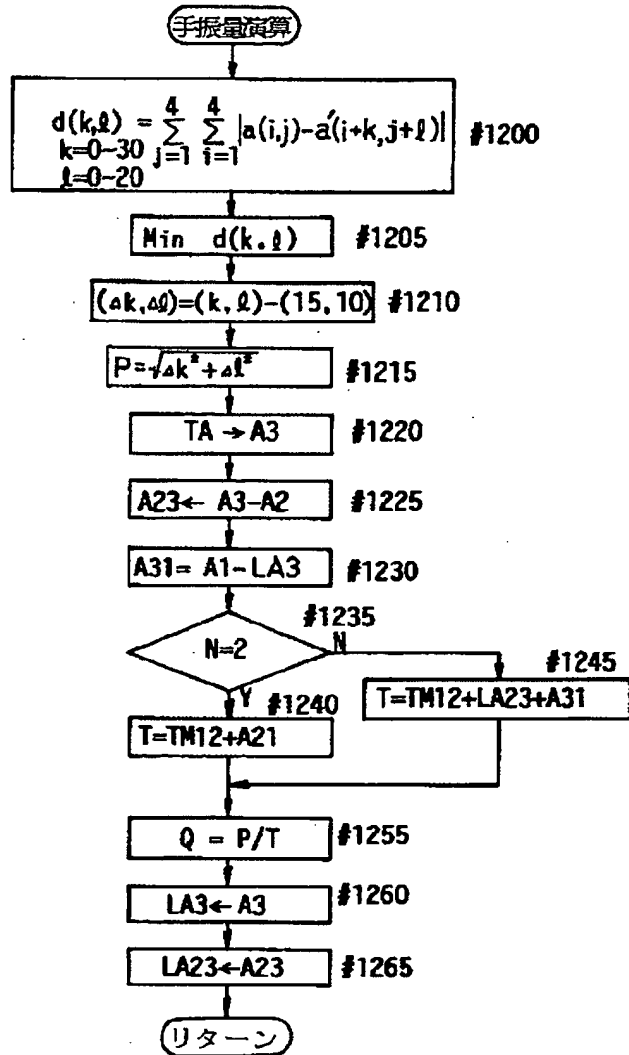 手振量演算
d(k,ℓ) = 4∑j=1 4∑i=1 |a(i,j)-a′(i+k,j+ℓ)| #1200
k=0~30
ℓ=0~20
Min d(k.ℓ) #1205
(Δk,Δℓ)=(k,ℓ)-(15,10) #1210
P=√Δk²+Δℓ² #1215
TA → A3 #1220
A23← A3-A2 #1225
A31= A1-LA3 #1230
#1235
N=2 N
#1245
T=TM12+LA23+A31
Y #1240
T=TM12+A21
Q = P/T #1255
LA3←A3 #1260
LA23←A23 #1265
リターン